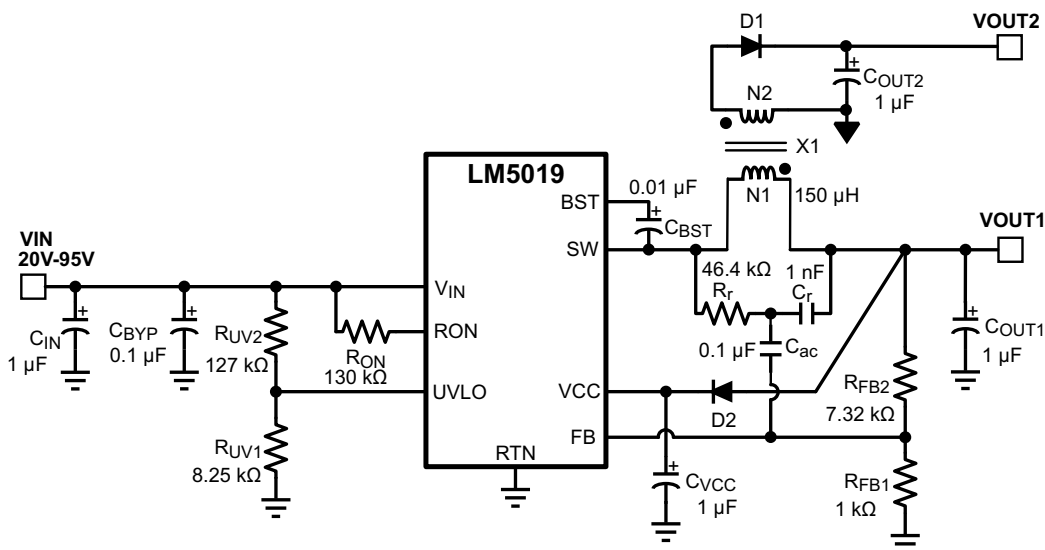 D1
VOUT2
+
COUT2
1 µF
N2
X1
LM5019
0.01 µF
BST
+
CBST
N1
150 µH
VOUT1
VIN
20V-95V
SW
46.4 kΩ
1 nF
Rr
Cr
VIN
+
CIN
1 µF
+
CBYP
0.1 µF
RUV2
127 kΩ
RON
RON
130 kΩ
0.1 µF
Cac
+
COUT1
1 µF
UVLO
VCC
D2
RFB2
7.32 kΩ
FB
RUV1
8.25 kΩ
RTN
+
CVCC
1 µF
RFB1
1 kΩ